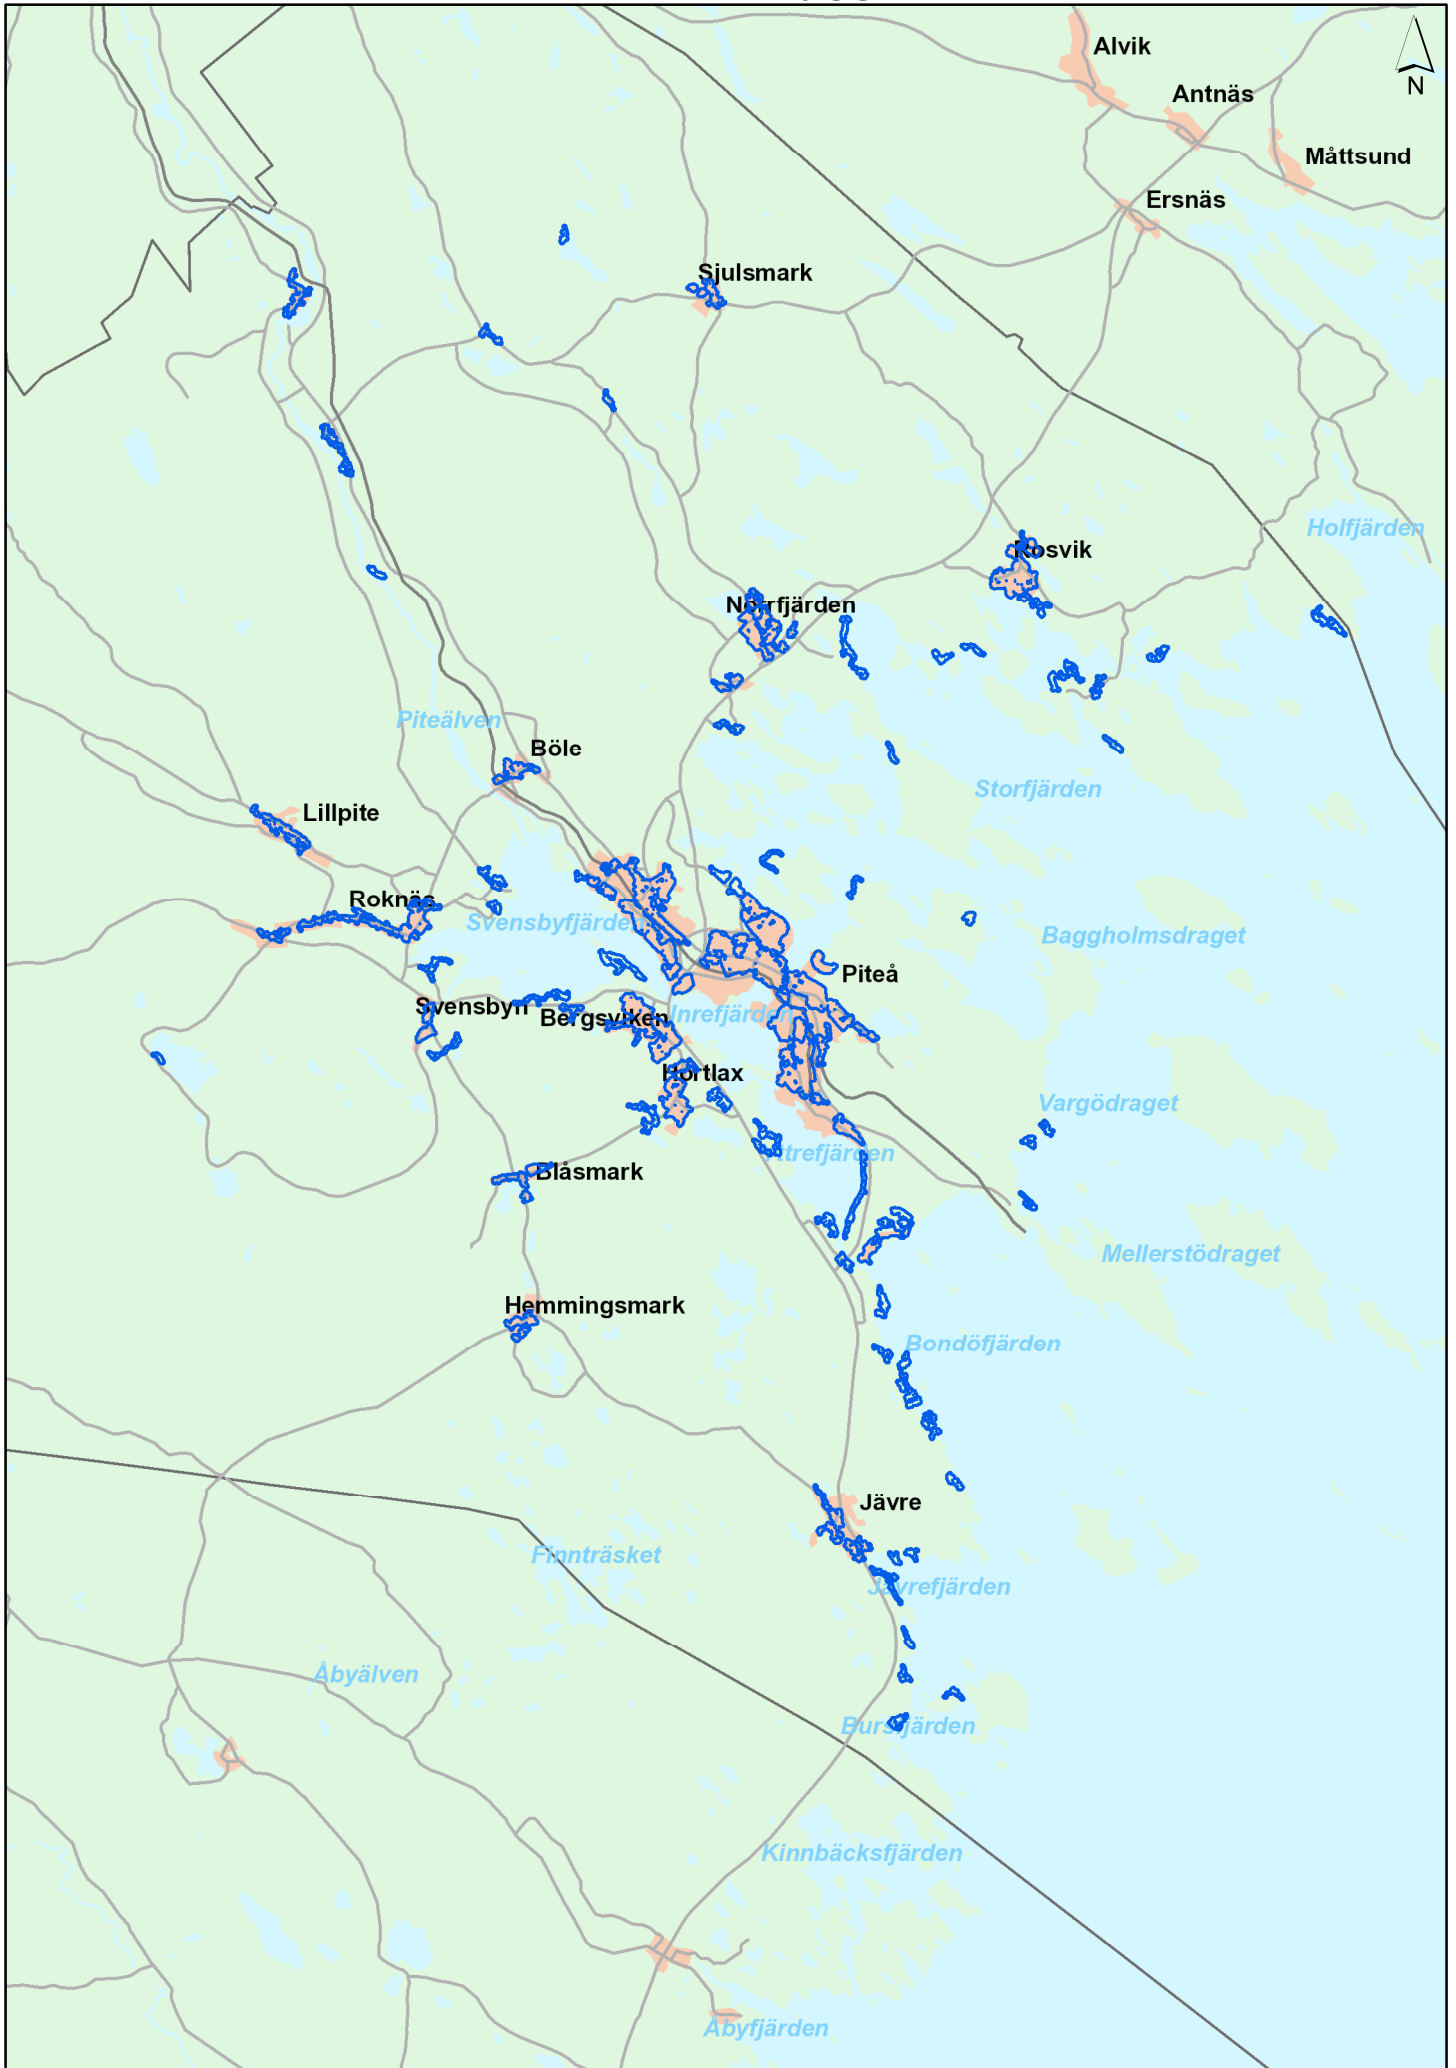 Alvik
N
Antnäs
Måttsund
Ersnäs
Sjulsmark
Holfjärden
Rosvik
Norrfjärden
Piteälven
Böle
Storfjärden
Lillpite
Roknäs
Svensbyfjärden
Baggholmsdraget
Piteå
Svensbyn
Bergsviken
Inrefjärden
Hortlax
Vargödraget
Yttrefjärden
Blåsmark
Mellerstödraget
Hemmingsmark
Bondöfjärden
Jävre
Finnträsket
Jävrefjärden
Åbyälven
Bursfjärden
Kinnbäcksfjärden
Åbyfjärden